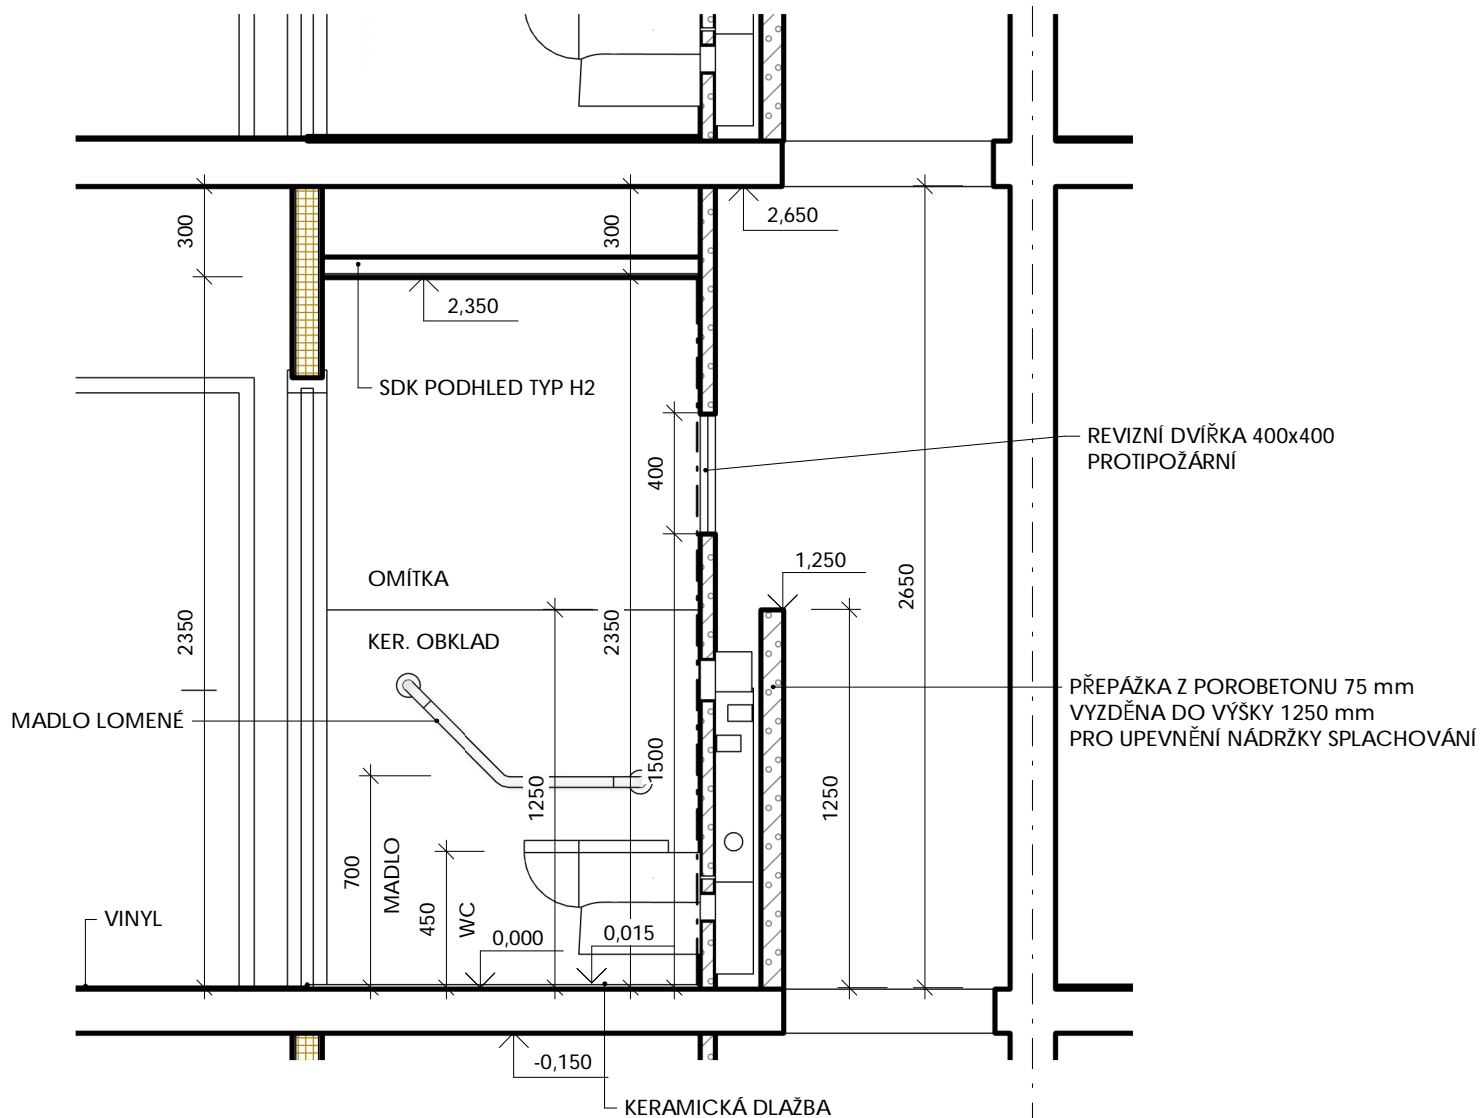 300
300
2,650
2,350
SDK PODHLED TYP H2
REVIZNÍ DVÍŘKA 400x400
PROTIPOŽÁRNÍ
400
1,250
OMÍTKA
2650
2350
2350
KER. OBKLAD
PŘEPÁŽKA Z POROBETONU 75 mm
VYZDĚNA DO VÝŠKY 1250 mm
PRO UPEVNĚNÍ NÁDRŽKY SPLACHOVÁNÍ
MADLO LOMENÉ
1500
1250
1250
700
MADLO
450
WC
VINYL
0,000
0,015
-0,150
KERAMICKÁ DLAŽBA